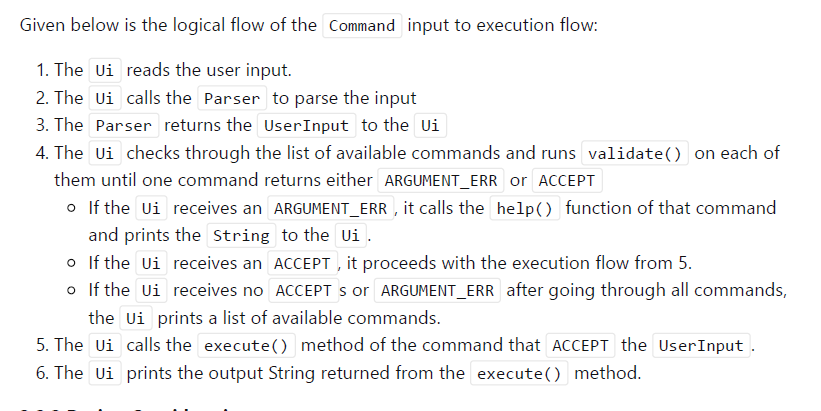 Given below is the logical flow of the Command input to execution flow:
1. The Ui reads the user input.
2. The Ui calls the Parser to parse the input
3. The Parser returns the UserInput to the Ui
4. The Ui checks through the list of available commands and runs validate() on each of
them until one command returns either ARGUMENT_ERR or ACCEPT
○ If the Ui receives an ARGUMENT_ERR, it calls the help() function of that command
and prints the String to the Ui.
○ If the Ui receives an ACCEPT, it proceeds with the execution flow from 5.
○ If the Ui receives no ACCEPTs or ARGUMENT_ERR after going through all commands,
the Ui prints a list of available commands.
5. The Ui calls the execute() method of the command that ACCEPT the UserInput.
6. The Ui prints the output String returned from the execute() method.